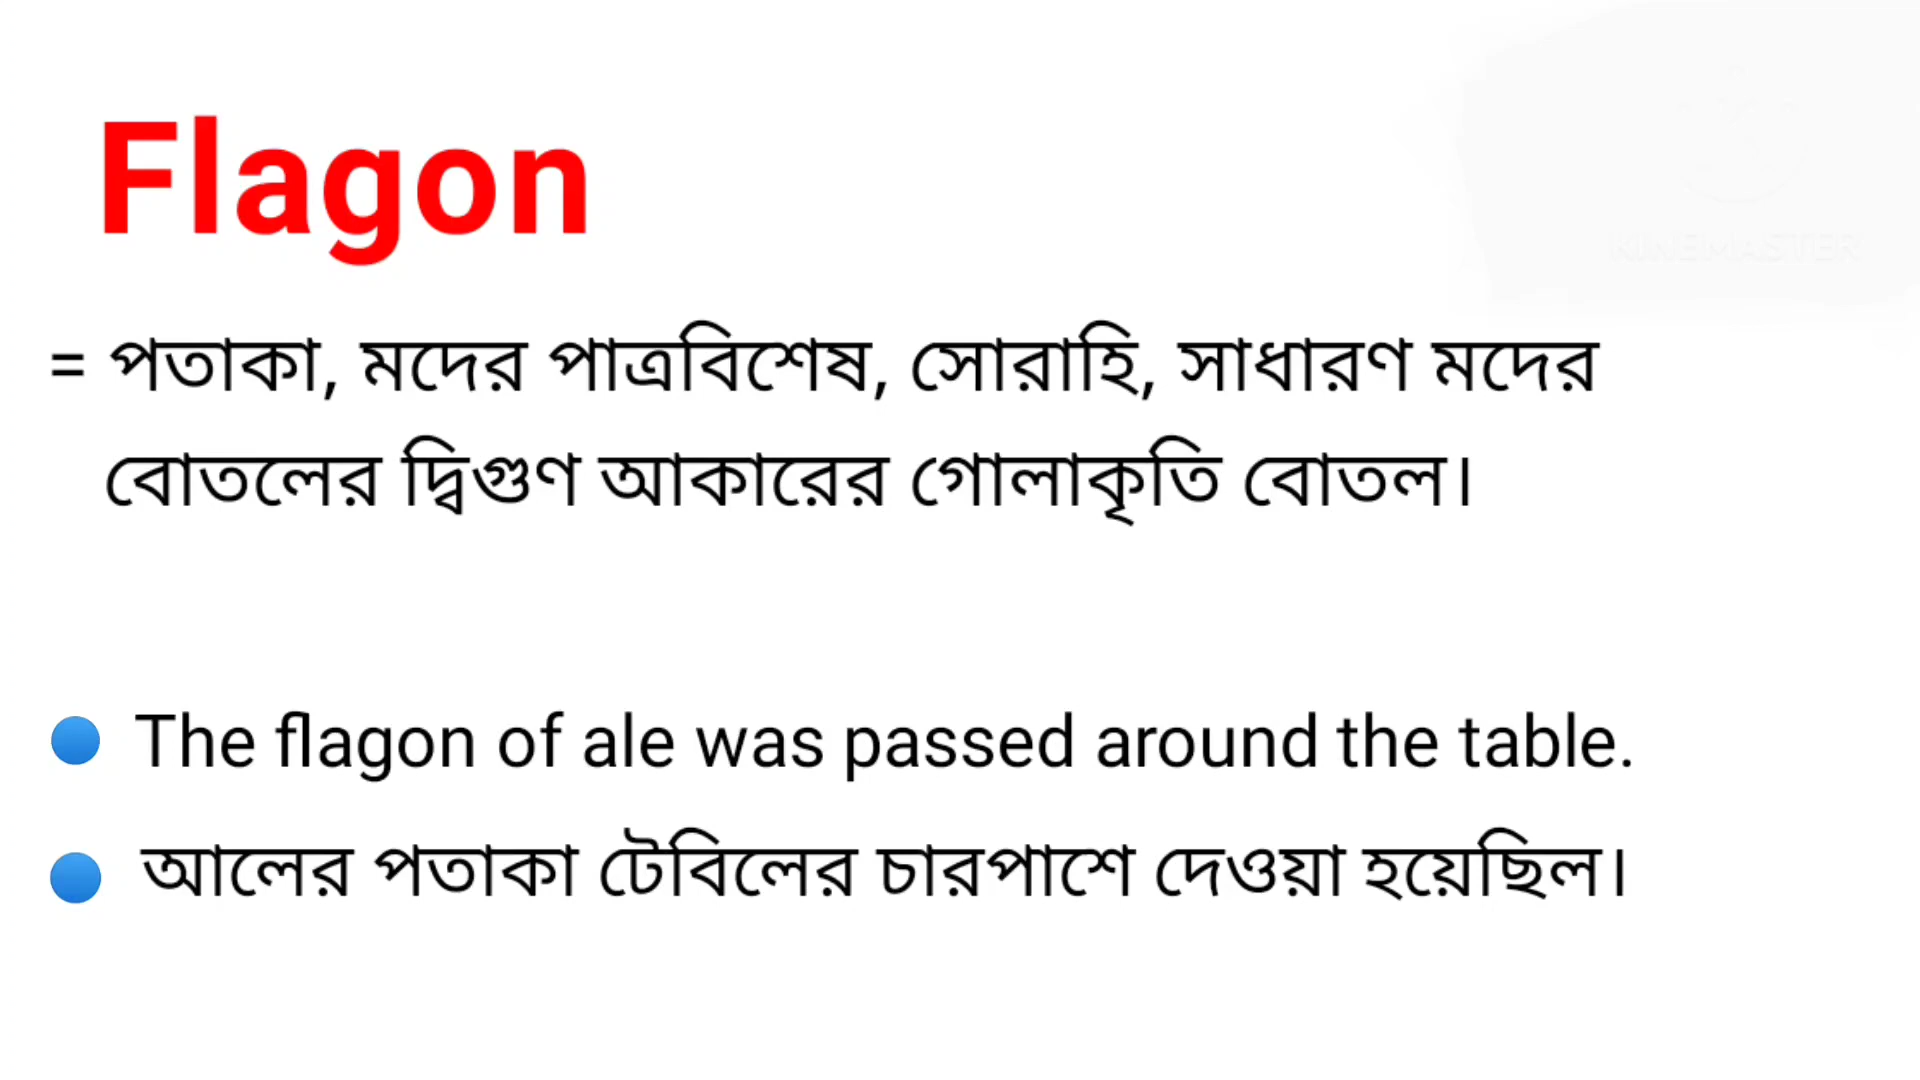 Flagon
KINEMASTER
= পতাকা, মদের পাত্রবিশেষ, সোরাহি, সাধারণ মদের
বোতলের দ্বিগুণ আকারের গোলাকৃতি বোতল।
The flagon of ale was passed around the table.
আলের পতাকা টেবিলের চারপাশে দেওয়া হয়েছিল।